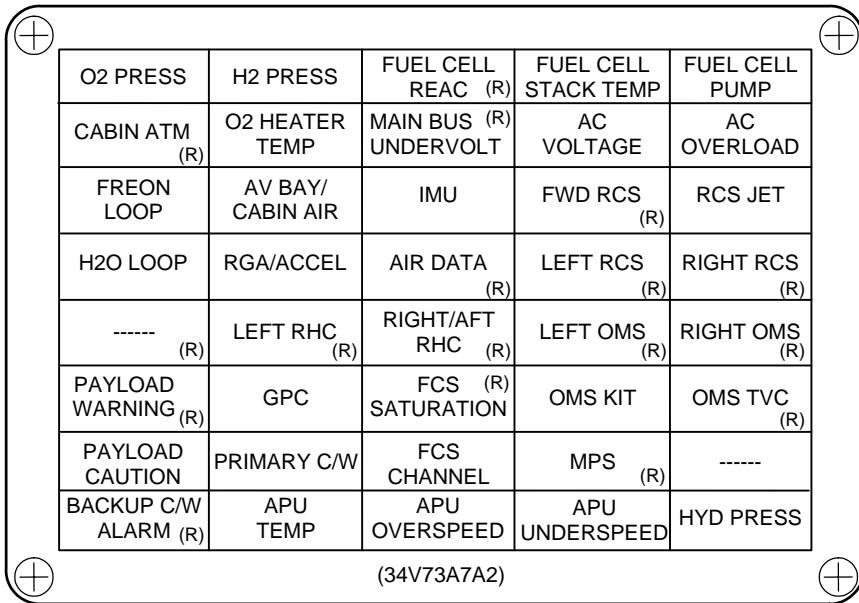 O2 PRESS
H2 PRESS
FUEL CELL
REAC (R)
FUEL CELL
STACK TEMP
FUEL CELL
PUMP
CABIN ATM
(R)
O2 HEATER
TEMP
MAIN BUS (R)
UNDERVOLT
AC
VOLTAGE
AC
OVERLOAD
FREON
LOOP
AV BAY/
CABIN AIR
IMU
FWD RCS
(R)
RCS JET
H2O LOOP
RGA/ACCEL
AIR DATA
(R)
LEFT RCS
(R)
RIGHT RCS
(R)
------
(R)
LEFT RHC
(R)
RIGHT/AFT
RHC (R)
LEFT OMS
(R)
RIGHT OMS
(R)
PAYLOAD
WARNING (R)
GPC
FCS (R)
SATURATION
OMS KIT
OMS TVC
(R)
PAYLOAD
CAUTION
PRIMARY C/W
FCS
CHANNEL
MPS (R)
------
BACKUP C/W
ALARM (R)
APU
TEMP
APU
OVERSPEED
APU
UNDERSPEED
HYD PRESS
(34V73A7A2)